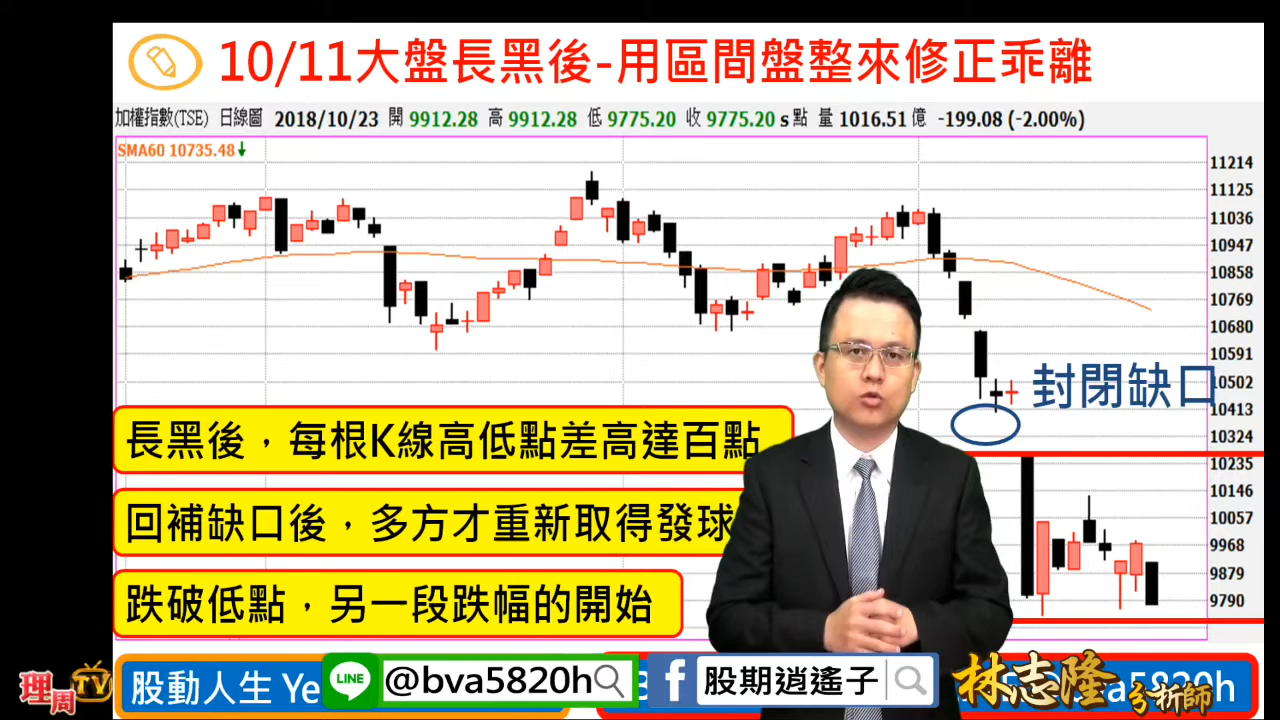 10/11大盤長黑後-用區間盤整來修正乖離
加權指數(TSE) 日線圖 2018/10/23 開 9912.28 高 9912.28 低 9775.20 收 9775.20 s點 量 1016.51 億 -199.08 (-2.00%)
SMA60 10735.48↓
11214
11125
11036
10947
10858
10769
10680
10591
封閉缺口
10502
10413
10324
10235
10146
10057
9968
9879
9790
長黑後，每根K線高低點差高達百點
回補缺口後，多方才重新取得發球
跌破低點，另一段跌幅的開始
理周TV
股動人生 Ye
LINE
@bva5820h
f
股期逍遙子
林志隆 分析師